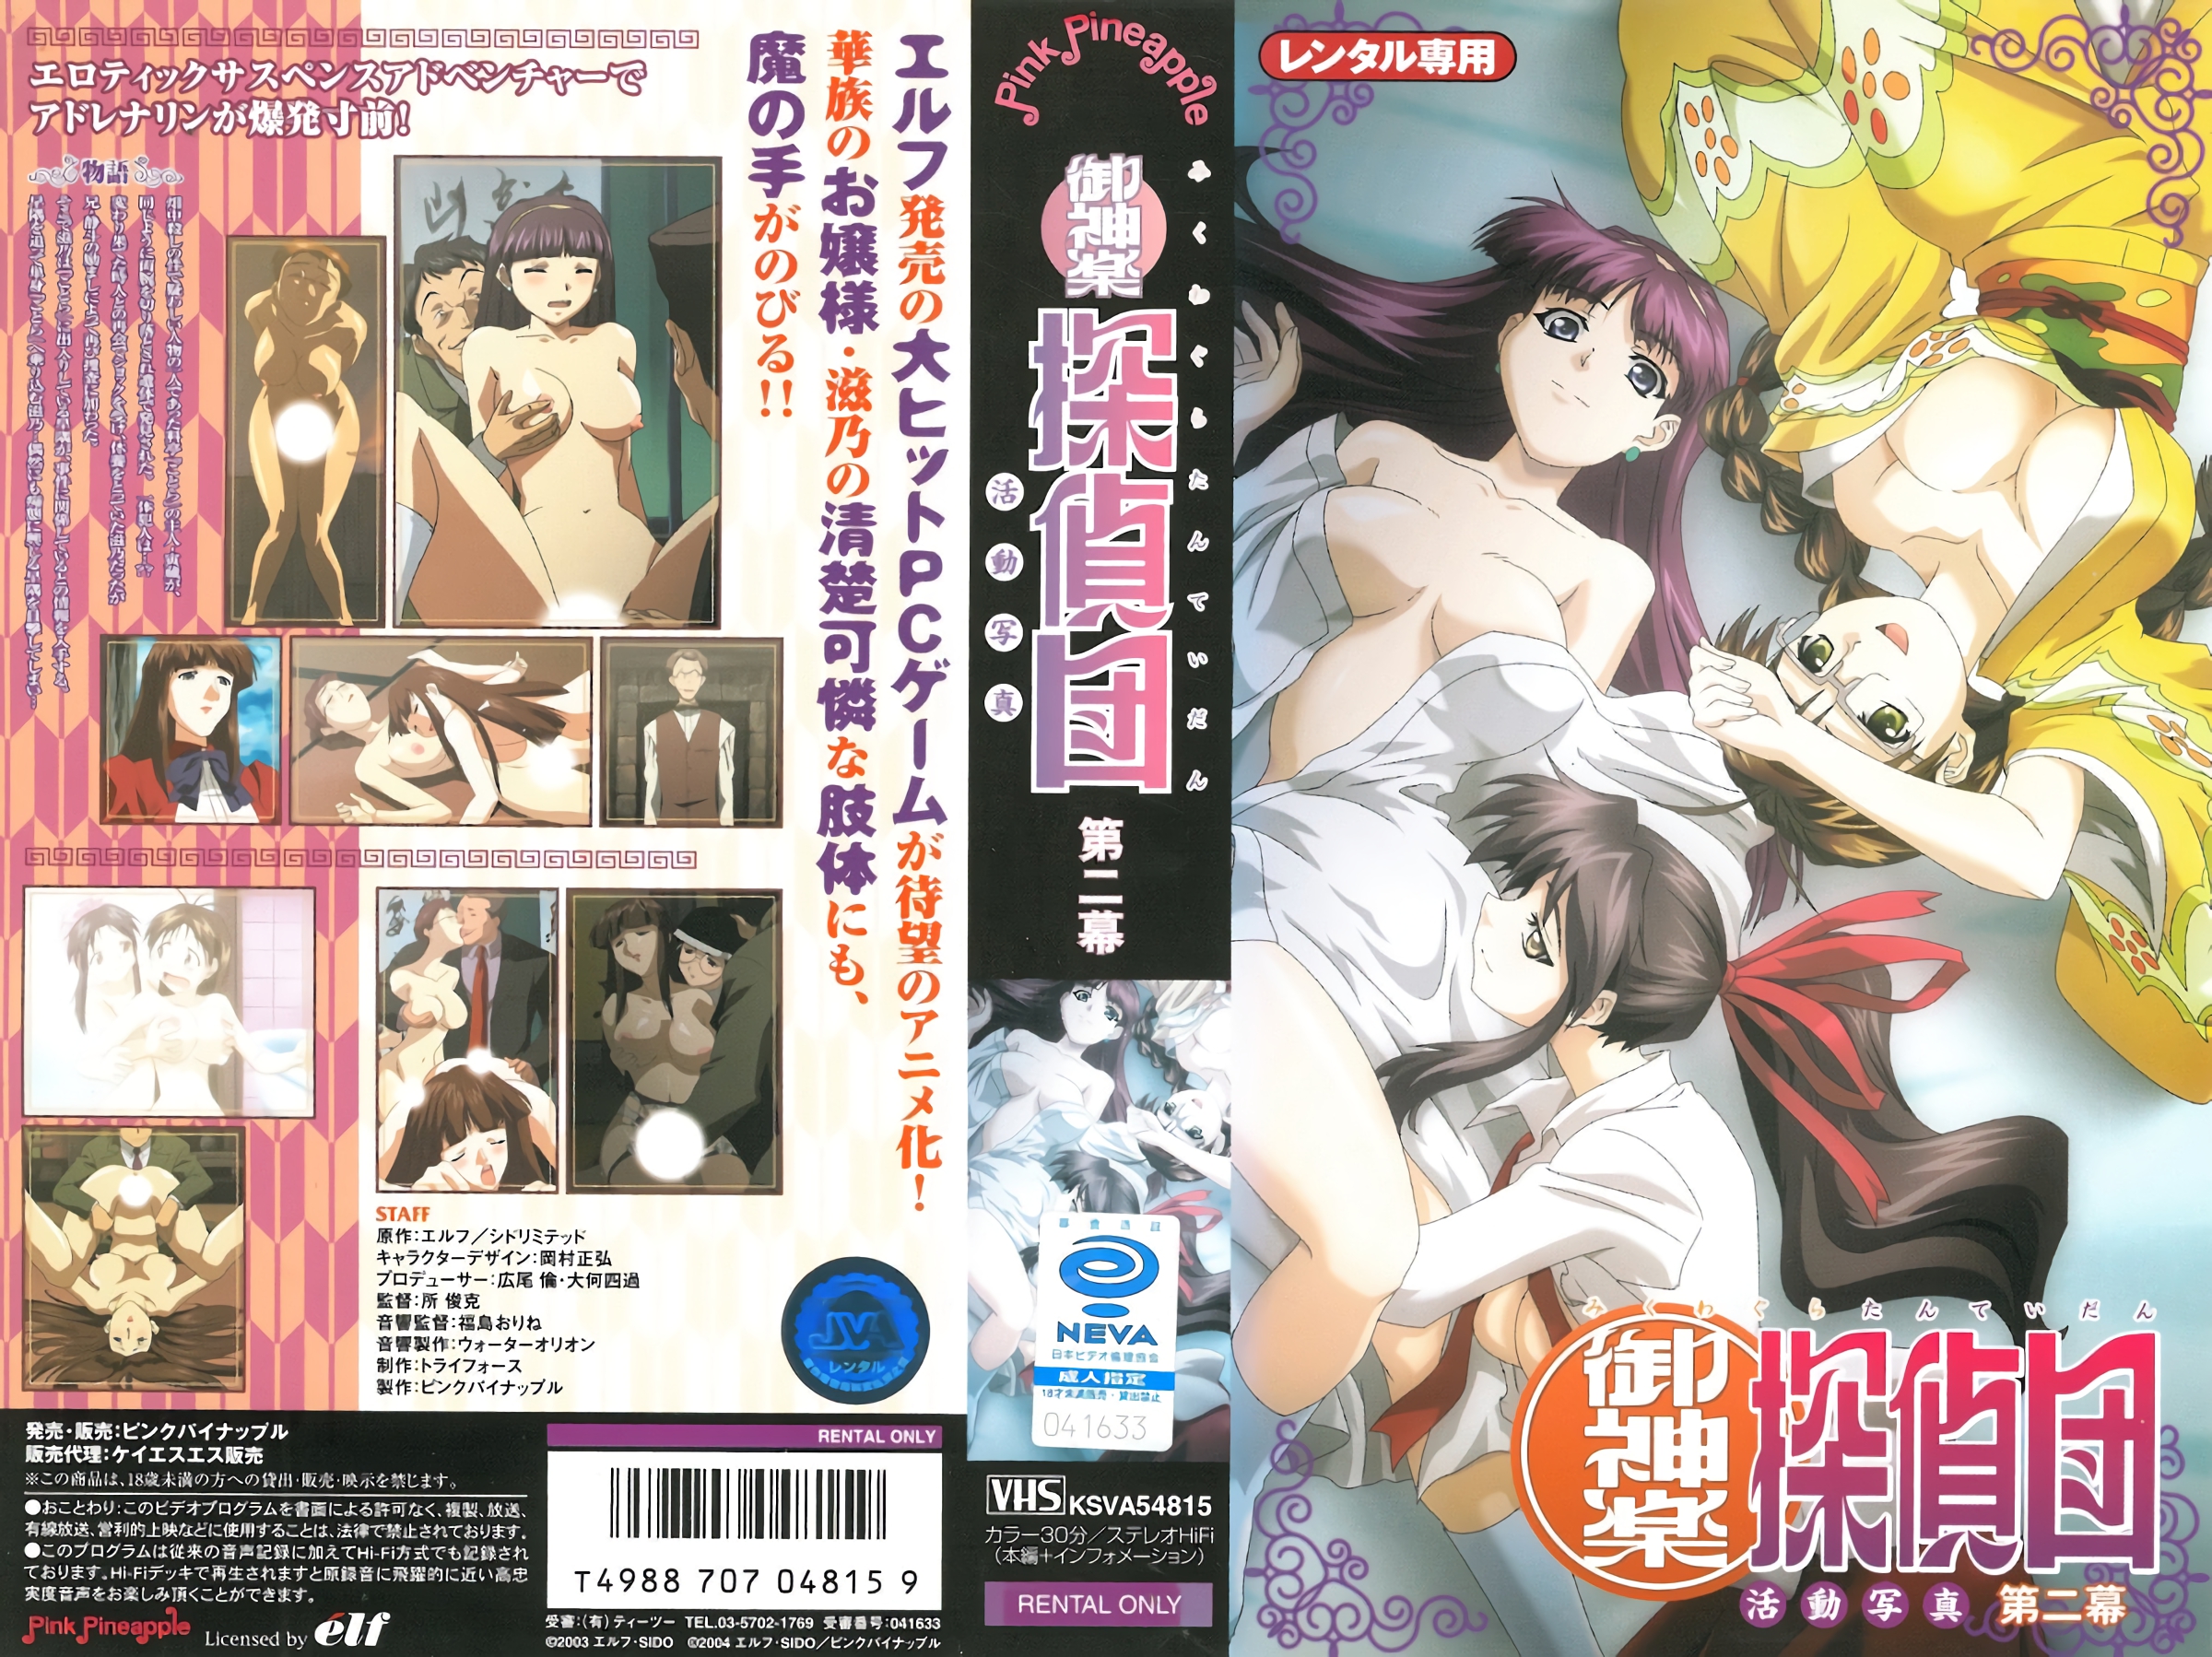 エロティックサスペンスアドベンチャーで
アドレナリンが爆発寸前!
エルフ発売の大ヒットPCゲームが待望のアニメ化!
華族のお嬢様・滋乃の清楚可憐な肢体にも、
魔の手がのびる!!
物語
STAFF
原作:エルフ/シドリミテッド
キャラクターデザイン:岡村正弘
プロデューサー:広尾 倫・大何四過
監督:所 俊克
音響監督:福島おりね
音響製作:ウォーターオリオン
制作:トライフォース
製作:ピンクパイナップル
JVA
レンタル
発売・販売:ピンクパイナップル
販売代理:ケイエスエス販売
※この商品は、18歳未満の方への貸出・販売・映示を禁じます。
●おことわり:このビデオプログラムを書面による許可なく、複製、放送、
有線放送、営利的上映などに使用することは、法律で禁止されております。
●このプログラムは従来の音声記録に加えてHi-Fi方式でも記録され
ております。Hi-Fiデッキで再生されますと原録音に飛躍的に近い高忠
実度音声をお楽しみ頂くことができます。
Pink Pineapple
Licensed by élf
RENTAL ONLY
T4988 707 04815 9
受審:(有)ティーツー TEL.03-5702-1769 受審番号:041633
©2003 エルフ・SIDO ©2004 エルフ・SIDO/ピンクパイナップル
Pink Pineapple
みくわぐらたんていだん
御神楽
探偵団
活動写真
第二幕
NEVA
日本ビデオ倫理協会
成人指定
18才未満販売・貸出禁止
041633
VHS KSVA54815
カラー30分/ステレオHiFi
(本編+インフォメーション)
RENTAL ONLY
レンタル専用
みくわぐらたんていだん
御神楽
探偵団
活動写真 第二幕